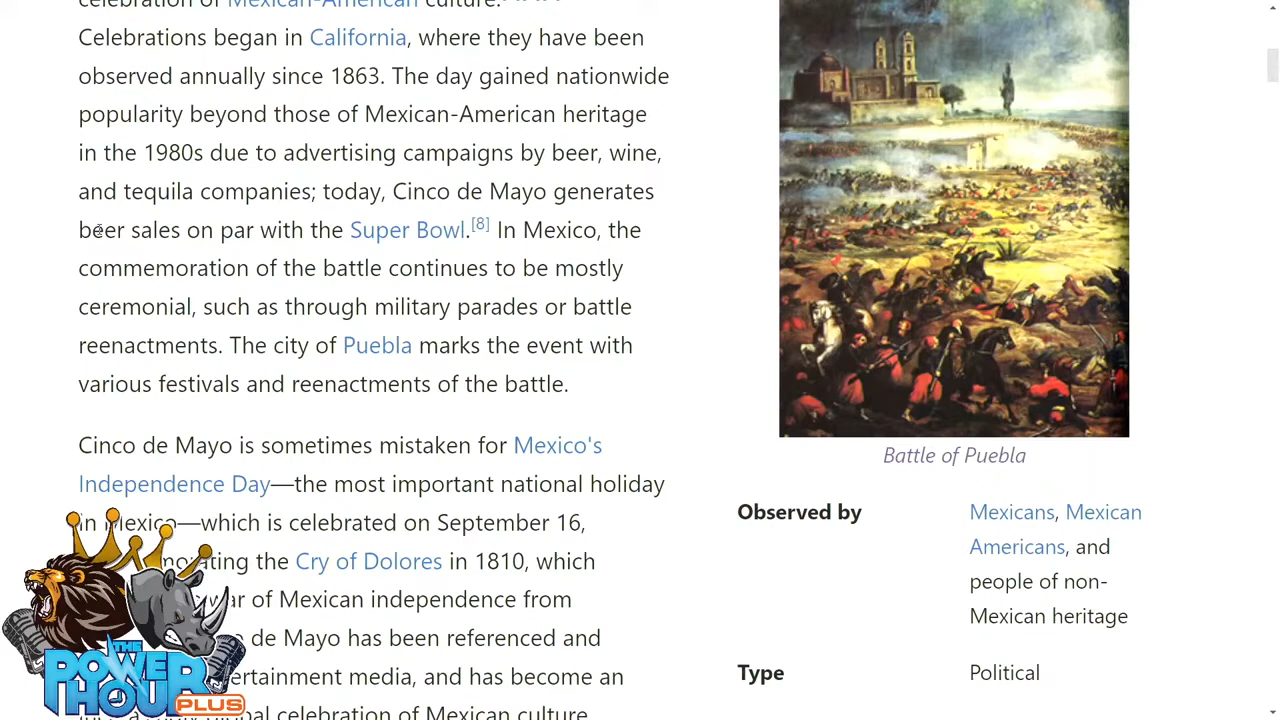 celebration of Mexican-American culture.
Celebrations began in California, where they have been
observed annually since 1863. The day gained nationwide
popularity beyond those of Mexican-American heritage
in the 1980s due to advertising campaigns by beer, wine,
and tequila companies; today, Cinco de Mayo generates
beer sales on par with the Super Bowl.[8] In Mexico, the
commemoration of the battle continues to be mostly
ceremonial, such as through military parades or battle
reenactments. The city of Puebla marks the event with
various festivals and reenactments of the battle.
Cinco de Mayo is sometimes mistaken for Mexico's
Independence Day—the most important national holiday
in Mexico—which is celebrated on September 16,
the Cry of Dolores in 1810, which
of Mexican independence from
de Mayo has been referenced and
media, and has become an
celebration of Mexican culture
Battle of Puebla
Observed by
Mexicans, Mexican
Americans, and
people of non-
Mexican heritage
Type
Political
THE
POWER
HOUR
PLUS